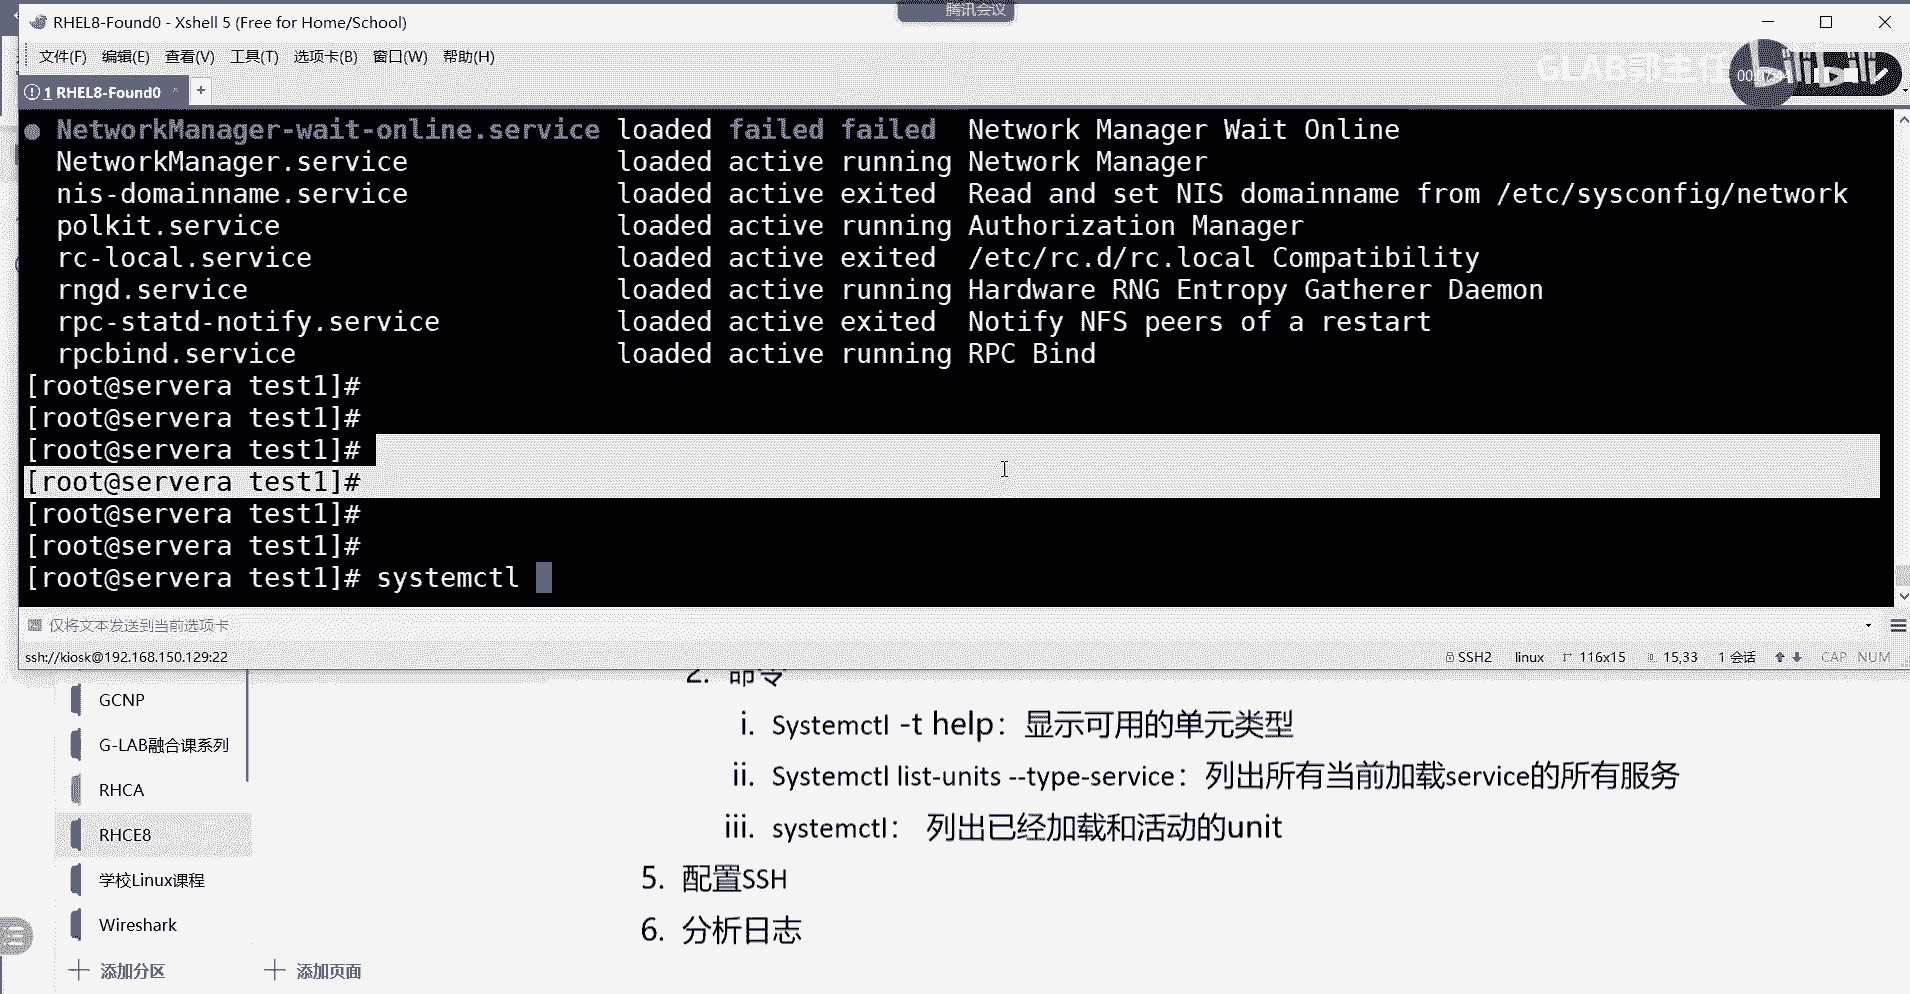 腾讯会议
RHEL8-Found0 - Xshell 5 (Free for Home/School)
文件(F) 编辑(E) 查看(V) 工具(T) 选项卡(B) 窗口(W) 帮助(H)
GLAB郭主任
1 RHEL8-Found0
NetworkManager-wait-online.service loaded failed failed Network Manager Wait Online
NetworkManager.service loaded active running Network Manager
nis-domainname.service loaded active exited Read and set NIS domainname from /etc/sysconfig/network
polkit.service loaded active running Authorization Manager
rc-local.service loaded active exited /etc/rc.d/rc.local Compatibility
rngd.service loaded active running Hardware RNG Entropy Gatherer Daemon
rpc-statd-notify.service loaded active exited Notify NFS peers of a restart
rpcbind.service loaded active running RPC Bind
[root@servera test1]#
[root@servera test1]#
[root@servera test1]#
[root@servera test1]#
[root@servera test1]#
[root@servera test1]#
[root@servera test1]# systemctl
仅将文本发送到当前选项卡
ssh://kiosk@192.168.150.129:22 SSH2 linux 116x15 15,33 1 会话 CAP NUM
2. 命令
GCNP
i. Systemctl -t help：显示可用的单元类型
G-LAB融合课系列
ii. Systemctl list-units --type-service：列出所有当前加载service的所有服务
RHCA
iii. systemctl： 列出已经加载和活动的unit
RHCE8
5. 配置SSH
学校Linux课程
6. 分析日志
Wireshark
添加分区 添加页面